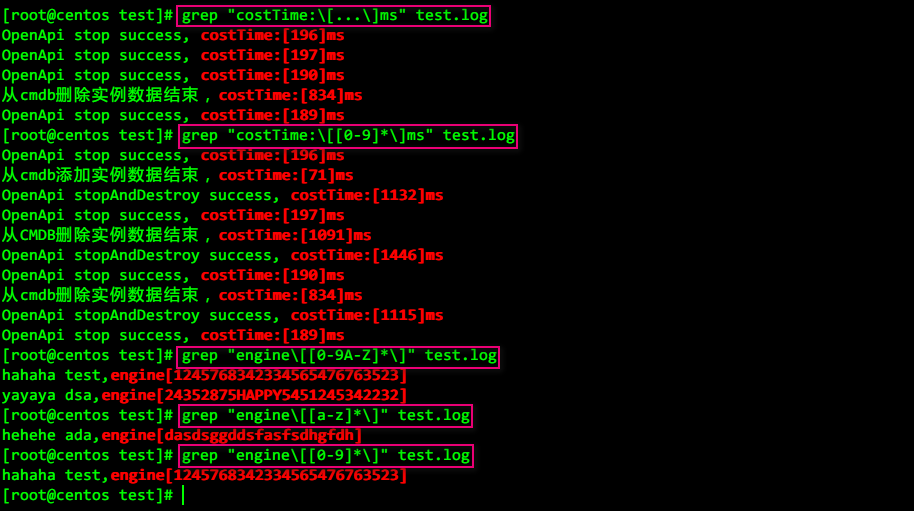 [root@centos test]# grep "costTime:\[...\]ms" test.log
OpenApi stop success, costTime:[196]ms
OpenApi stop success, costTime:[197]ms
OpenApi stop success, costTime:[190]ms
从cmdb删除实例数据结束，costTime:[834]ms
OpenApi stop success, costTime:[189]ms
[root@centos test]# grep "costTime:\[[0-9]*\]ms" test.log
OpenApi stop success, costTime:[196]ms
从cmdb添加实例数据结束，costTime:[71]ms
OpenApi stopAndDestroy success, costTime:[1132]ms
OpenApi stop success, costTime:[197]ms
从CMDB删除实例数据结束，costTime:[1091]ms
OpenApi stopAndDestroy success, costTime:[1446]ms
OpenApi stop success, costTime:[190]ms
从cmdb删除实例数据结束，costTime:[834]ms
OpenApi stopAndDestroy success, costTime:[1115]ms
OpenApi stop success, costTime:[189]ms
[root@centos test]# grep "engine\[[0-9A-Z]*\]" test.log
hahaha test,engine[1245768342334565476763523]
yayaya dsa,engine[24352875HAPPY5451245342232]
[root@centos test]# grep "engine\[[a-z]*\]" test.log
hehehe ada,engine[dasdsggddsfasfsdhgfdh]
[root@centos test]# grep "engine\[[0-9]*\]" test.log
hahaha test,engine[1245768342334565476763523]
[root@centos test]#